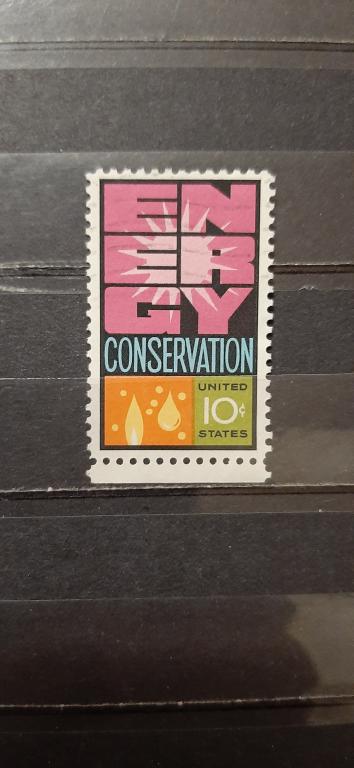 EN
ER
GY
CONSERVATION
UNITED
10¢
STATES